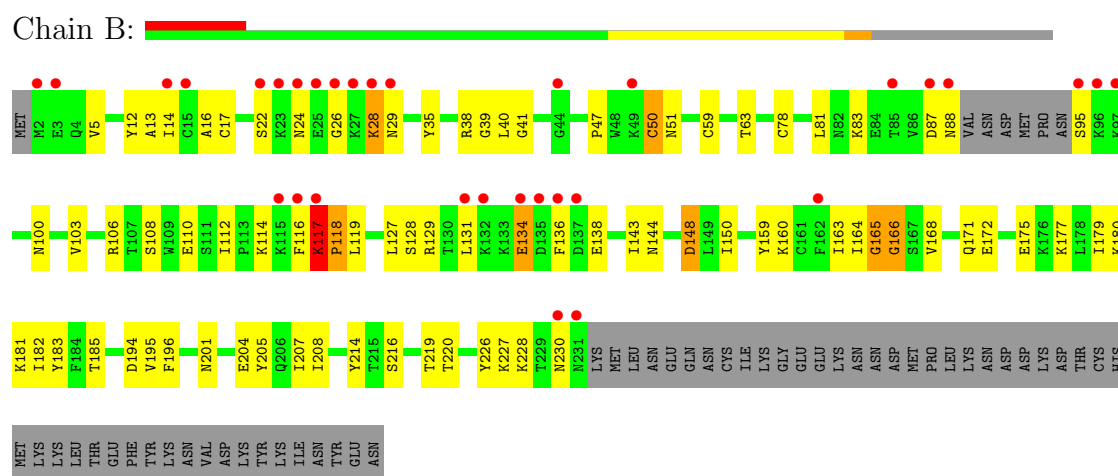 Chain B:
MET M2 E3 Q4 V5 Y12 A13 I14 C15 A16 C17 S22 K23 N24 E25 G26 K27 K28 N29 Y35 R38 G39 L40 G41 G44 P47 W48 K49 C50 N51 C59 T63 C78 L81 N82 K83 E84 T85 V86 D87 N88 VAL ASN ASP MET PRO ASN S95 K96 K97
N100 V103 R106 T107 S108 W109 E110 S111 I112 P113 K114 K115 F116 K117 P118 L119 L127 S128 R129 T130 L131 K132 K133 E134 D135 F136 D137 E138 I143 N144 D148 L149 I150 Y159 K160 C161 F162 I163 I164 G165 G166 S167 V168 Q171 E172 E175 K176 K177 L178 I179 K180
K181 I182 Y183 F184 T185 D194 V195 F196 N201 E204 Y205 Q206 I207 I208 Y214 T215 S216 T219 T220 Y226 K227 K228 T229 N230 N231 LYS MET LEU ASN GLU GLN ASN CYS ILE LYS GLY GLU GLU LYS ASN ASN ASP MET PRO LEU LYS ASN ASP ASP LYS THR CYS HIS
MET LYS LYS LEU THR GLU PHE TYR LYS ASN VAL ASP LYS TYR LYS ILE ASN TYR GLU ASN